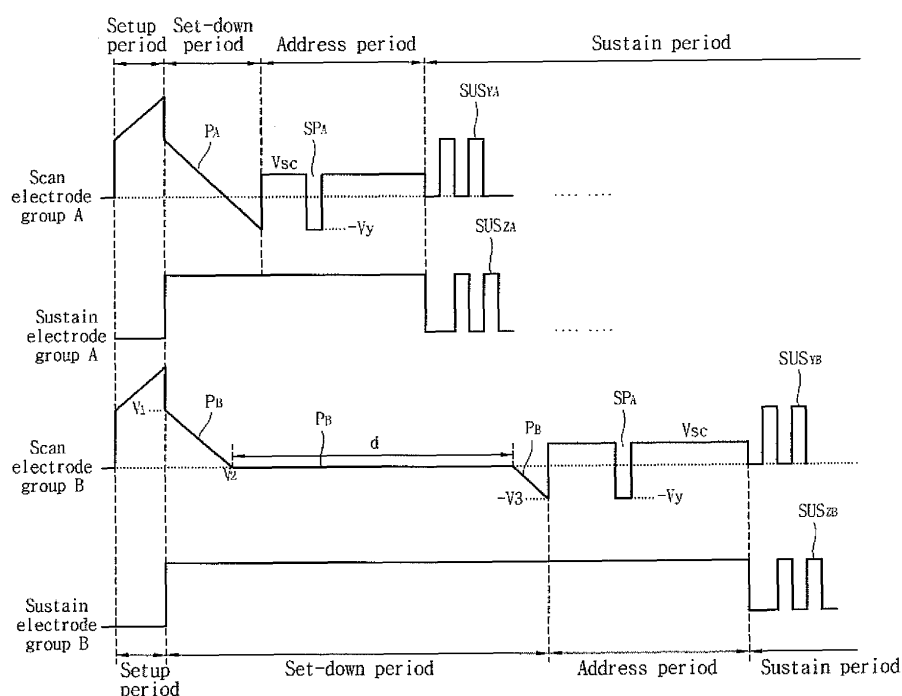 Setup period
Set-down period
Address period
Sustain period
Scan electrode group A
PA
Vsc
SPA
-Vy
SUSYA
Sustain electrode group A
SUSZA
Scan electrode group B
V1
PB
V2
PB
d
PB
-V3
SPA
-Vy
Vsc
SUSYB
Sustain electrode group B
SUSZB
Setup period
Set-down period
Address period
Sustain period